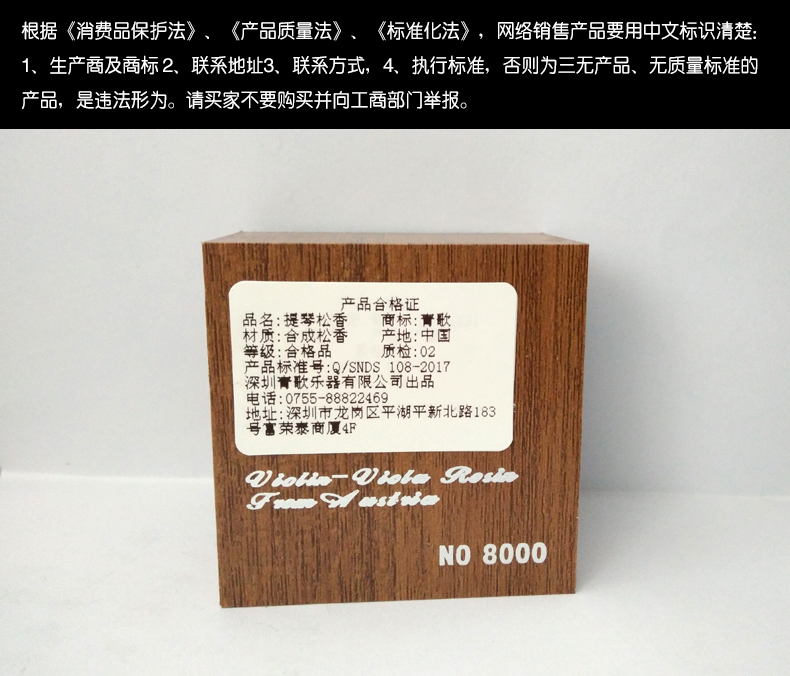 根据《消费品保护法》、《产品质量法》、《标准化法》，网络销售产品要用中文标识清楚:
1、生产商及商标 2、联系地址3、联系方式，4、执行标准，否则为三无产品、无质量标准的
产品，是违法形为。请买家不要购买并向工商部门举报。
产品合格证
品名:提琴松香 商标:青歌
材质:合成松香 产地:中国
等级:合格品 质检:02
产品标准号:Q/SNDS 108-2017
深圳青歌乐器有限公司出品
电话:0755-88822469
地址:深圳市龙岗区平湖平新北路183
号富荣泰商厦4F
Violin-Viola Rosin
From Austria
NO 8000